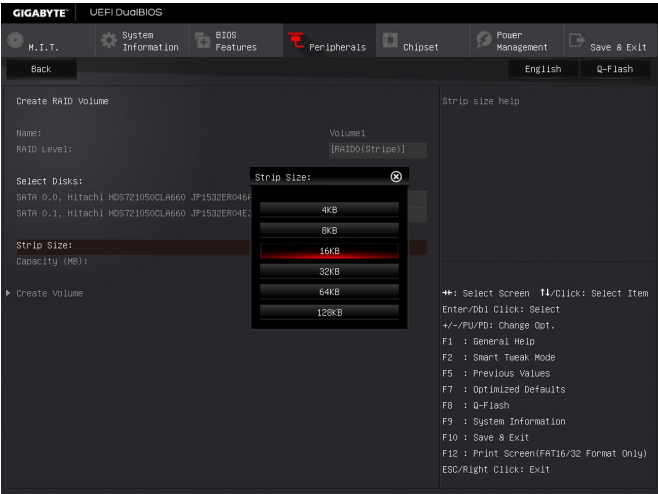 GIGABYTE™ UEFI DualBIOS
M.I.T.
System Information
BIOS Features
Peripherals
Chipset
Power Management
Save & Exit
Back
English
Q-Flash
Create RAID Volume
Strip size help
Name: Volume1
RAID Level: [RAID0(Stripe)]
Select Disks:
SATA 0.0, Hitachi HDS721050CLA660 JP1532ER046
SATA 0.1, Hitachi HDS721050CLA660 JP1532ER04E
Strip Size:
Capacity (MB):
Create Volume
Strip Size:
4KB
8KB
16KB
32KB
64KB
128KB
→←: Select Screen ↑↓/Click: Select Item
Enter/Dbl Click: Select
+/-/PU/PD: Change Opt.
F1 : General Help
F2 : Smart Tweak Mode
F5 : Previous Values
F7 : Optimized Defaults
F8 : Q-Flash
F9 : System Information
F10 : Save & Exit
F12 : Print Screen(FAT16/32 Format Only)
ESC/Right Click: Exit